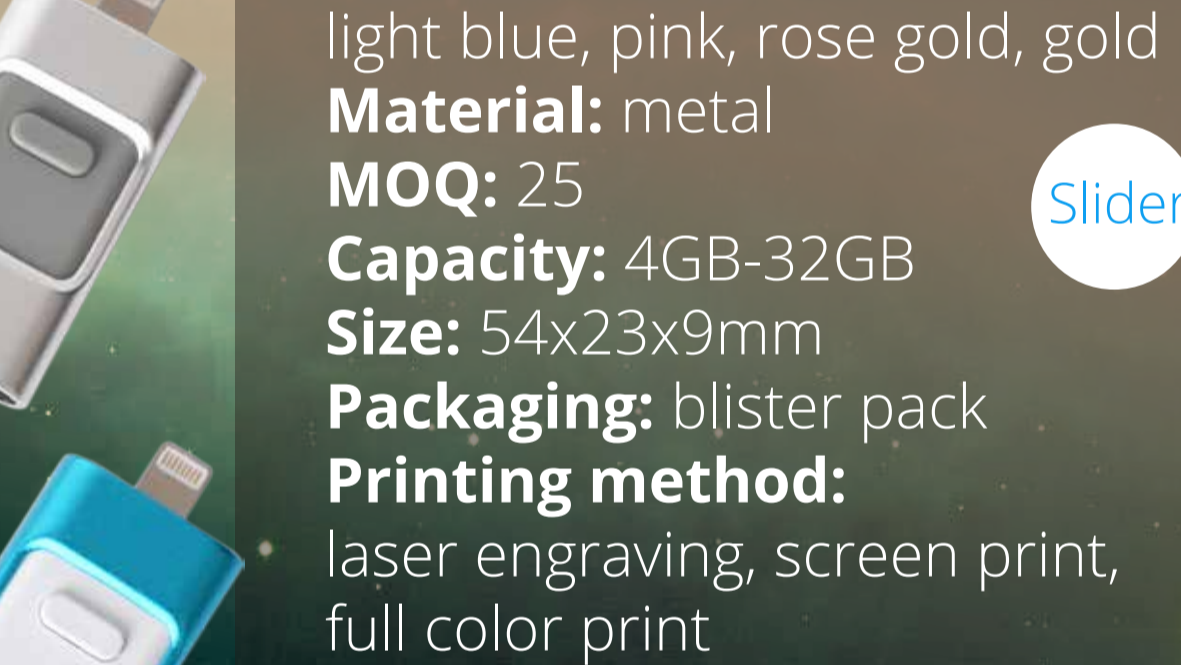 light blue, pink, rose gold, gold
Material: metal
MOQ: 25
Slider
Capacity: 4GB-32GB
Size: 54x23x9mm
Packaging: blister pack
Printing method:
laser engraving, screen print,
full color print